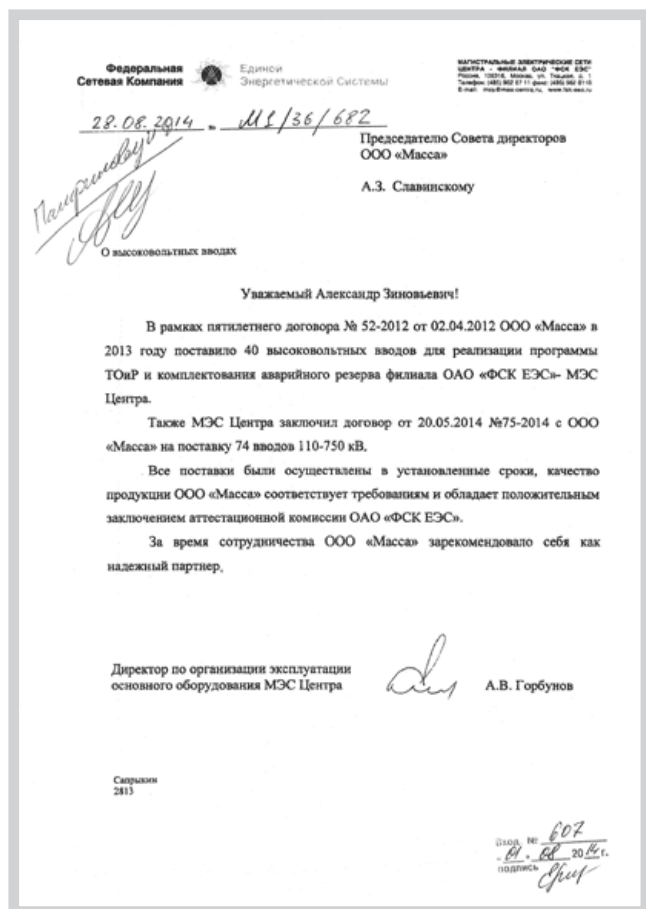 Федеральная
Сетевая Компания
Единой
Энергетической Системы
МАГИСТРАЛЬНЫЕ ЭЛЕКТРИЧЕСКИЕ СЕТИ
ЦЕНТРА - ФИЛИАЛ ОАО "ФСК ЕЭС"
28.08.2014 № М1/36/682
Председателю Совета директоров
ООО «Масса»
А.З. Славинскому
О высоковольтных вводах
Уважаемый Александр Зиновьевич!
В рамках пятилетнего договора № 52-2012 от 02.04.2012 ООО «Масса» в
2013 году поставило 40 высоковольтных вводов для реализации программы
ТОиР и комплектования аварийного резерва филиала ОАО «ФСК ЕЭС»- МЭС
Центра.
Также МЭС Центра заключил договор от 20.05.2014 №75-2014 с ООО
«Масса» на поставку 74 вводов 110-750 кВ.
Все поставки были осуществлены в установленные сроки, качество
продукции ООО «Масса» соответствует требованиям и обладает положительным
заключением аттестационной комиссии ОАО «ФСК ЕЭС».
За время сотрудничества ООО «Масса» зарекомендовало себя как
надежный партнер.
Директор по организации эксплуатации
основного оборудования МЭС Центра
А.В. Горбунов
Сапрыкин
2813
Вход. № 607
08 2014 г.
подпись